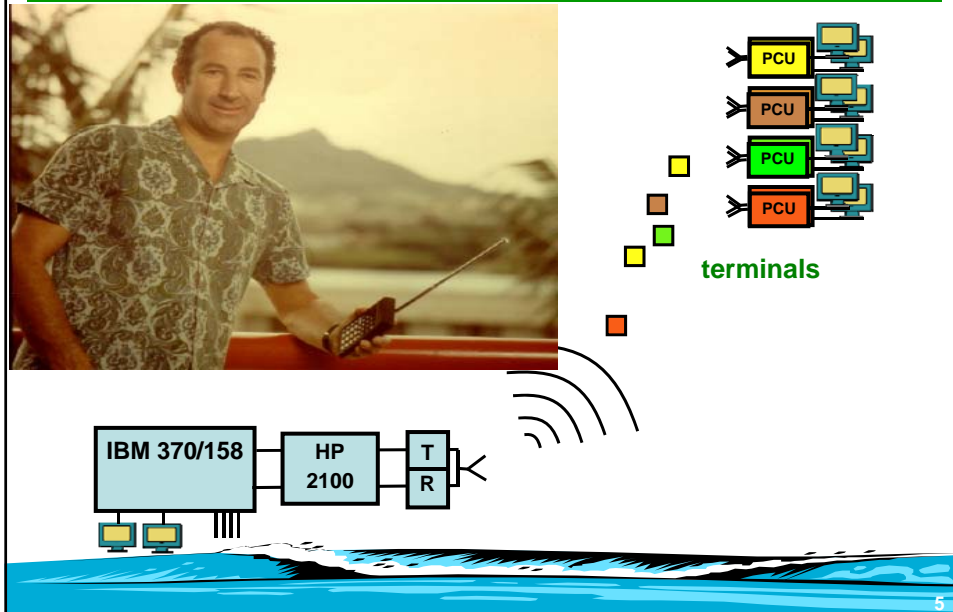 PCU
PCU
PCU
PCU
terminals
IBM 370/158
HP
2100
T
R
5